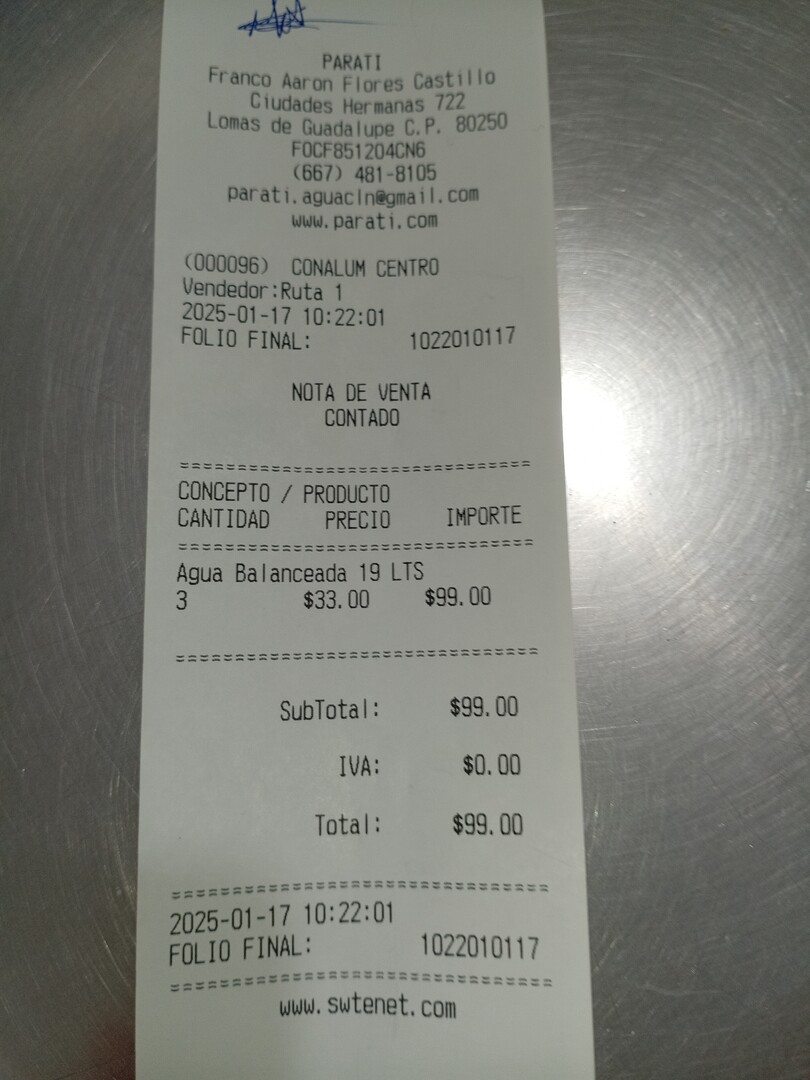 PARATI
Franco Aaron Flores Castillo
Ciudades Hermanas 722
Lomas de Guadalupe C.P. 80250
FOCF851204CN6
(667) 481-8105
parati.aguacln@gmail.com
www.parati.com
(000096) CONALUM CENTRO
Vendedor:Ruta 1
2025-01-17 10:22:01
FOLIO FINAL: 1022010117
NOTA DE VENTA
CONTADO
==============================
CONCEPTO / PRODUCTO
CANTIDAD PRECIO IMPORTE
==============================
Agua Balanceada 19 LTS
3 $33.00 $99.00
==============================
SubTotal: $99.00
IVA: $0.00
Total: $99.00
==============================
2025-01-17 10:22:01
FOLIO FINAL: 1022010117
==============================
www.swtenet.com